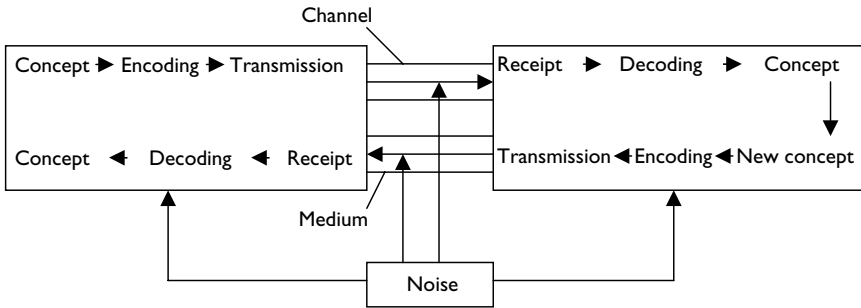 Channel
Concept Encoding Transmission
Receipt Decoding Concept
Concept Decoding Receipt
Transmission Encoding New concept
Medium
Noise